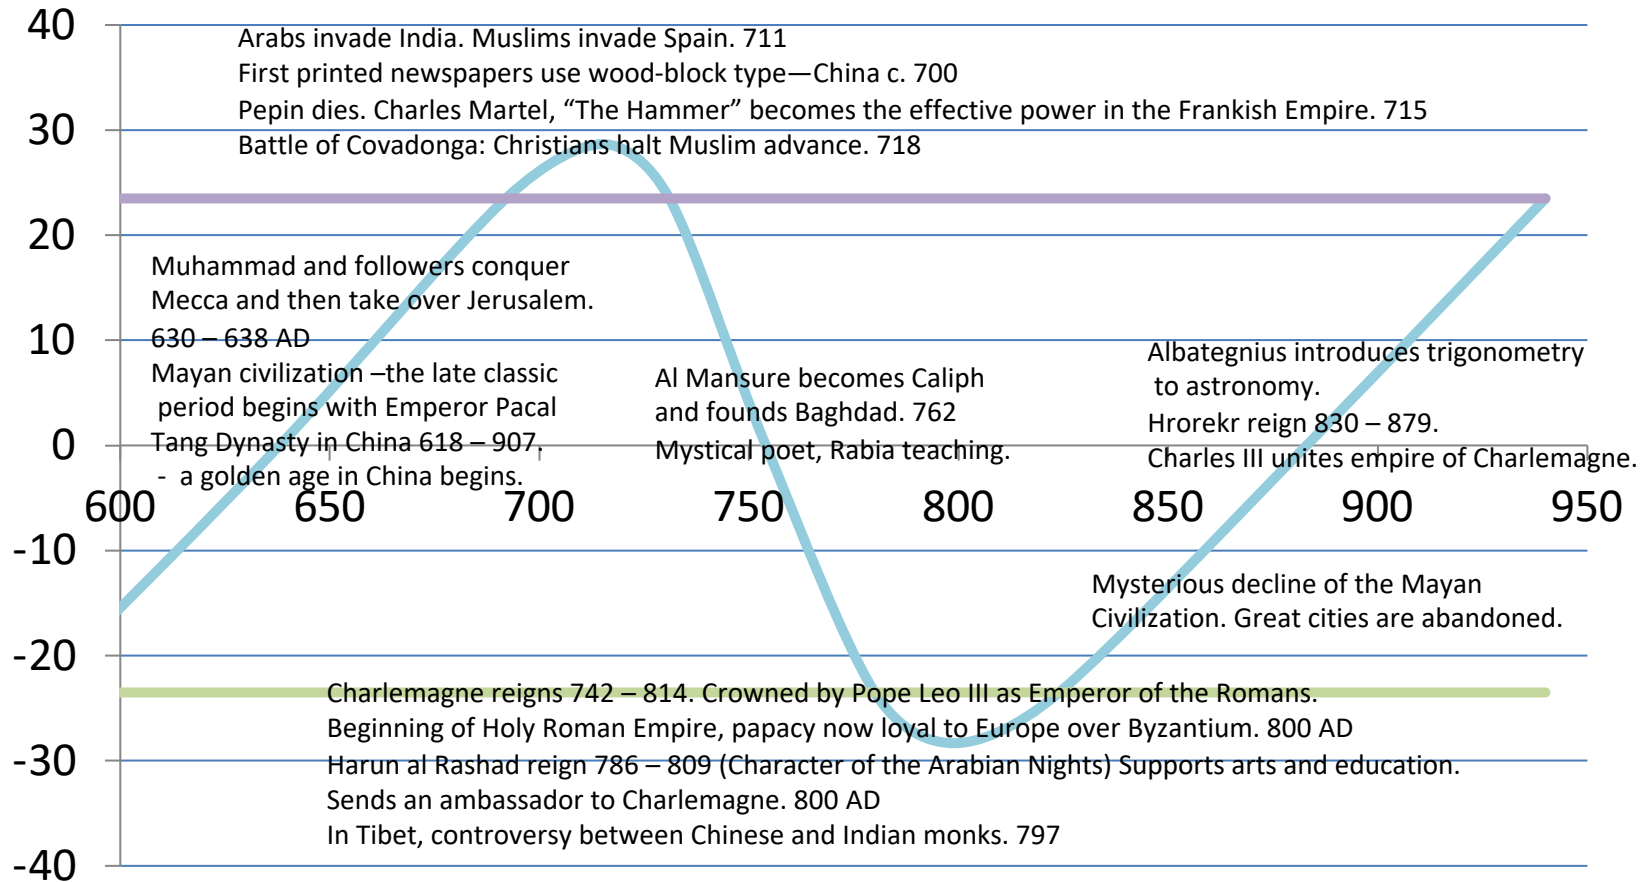 40
Arabs invade India. Muslims invade Spain. 711
First printed newspapers use wood-block type—China c. 700
Pepin dies. Charles Martel, “The Hammer” becomes the effective power in the Frankish Empire. 715
30
Battle of Covadonga: Christians halt Muslim advance. 718
20
Muhammad and followers conquer
Mecca and then take over Jerusalem.
630 – 638 AD
10
Mayan civilization –the late classic
period begins with Emperor Pacal
Tang Dynasty in China 618 – 907.
- a golden age in China begins.
Al Mansure becomes Caliph
and founds Baghdad. 762
Mystical poet, Rabia teaching.
Albategnius introduces trigonometry
to astronomy.
Hrorekr reign 830 – 879.
Charles III unites empire of Charlemagne.
0
600 650 700 750 800 850 900 950
-10
Mysterious decline of the Mayan
Civilization. Great cities are abandoned.
-20
Charlemagne reigns 742 – 814. Crowned by Pope Leo III as Emperor of the Romans.
Beginning of Holy Roman Empire, papacy now loyal to Europe over Byzantium. 800 AD
-30
Harun al Rashad reign 786 – 809 (Character of the Arabian Nights) Supports arts and education.
Sends an ambassador to Charlemagne. 800 AD
In Tibet, controversy between Chinese and Indian monks. 797
-40